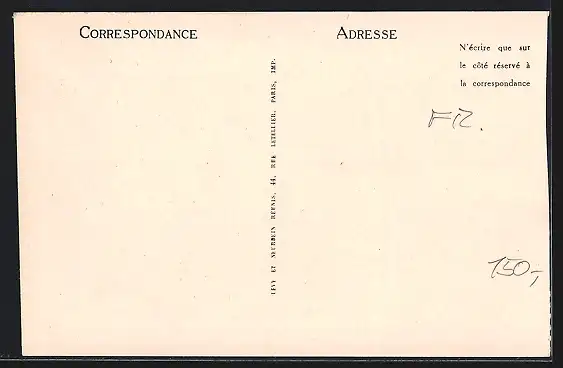 CORRESPONDANCE
ADRESSE
N'écrire que sur
le côté réservé à
la correspondance
LÉVY ET NEURDEIN RÉUNIS, 44, RUE LETELLIER, PARIS, IMP.
FR.
150,-